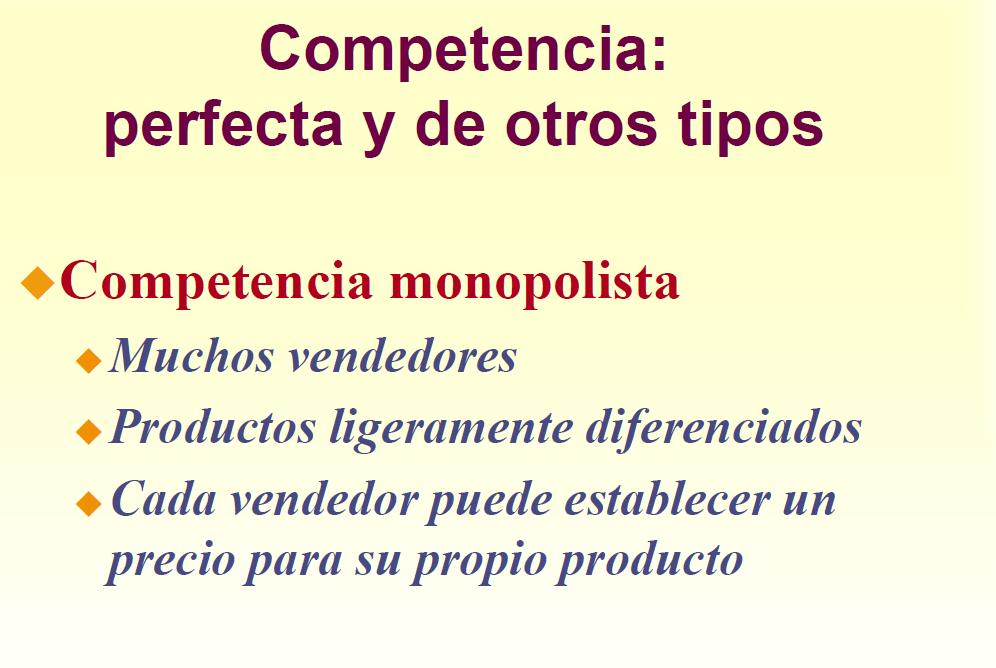 Competencia:
perfecta y de otros tipos
Competencia monopolista
Muchos vendedores
Productos ligeramente diferenciados
Cada vendedor puede establecer un
precio para su propio producto